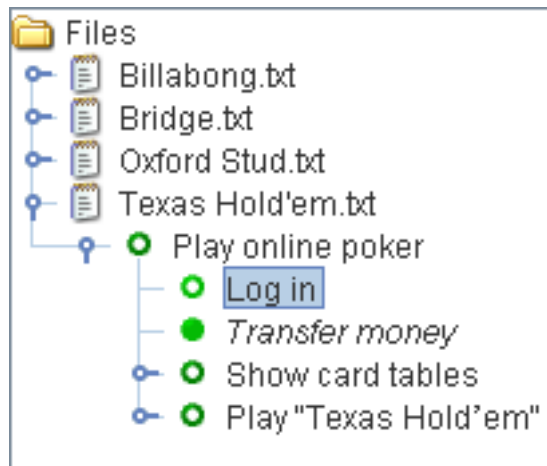 Files
Billabong.txt
Bridge.txt
Oxford Stud.txt
Texas Hold'em.txt
Play online poker
Log in
Transfer money
Show card tables
Play "Texas Hold’em"